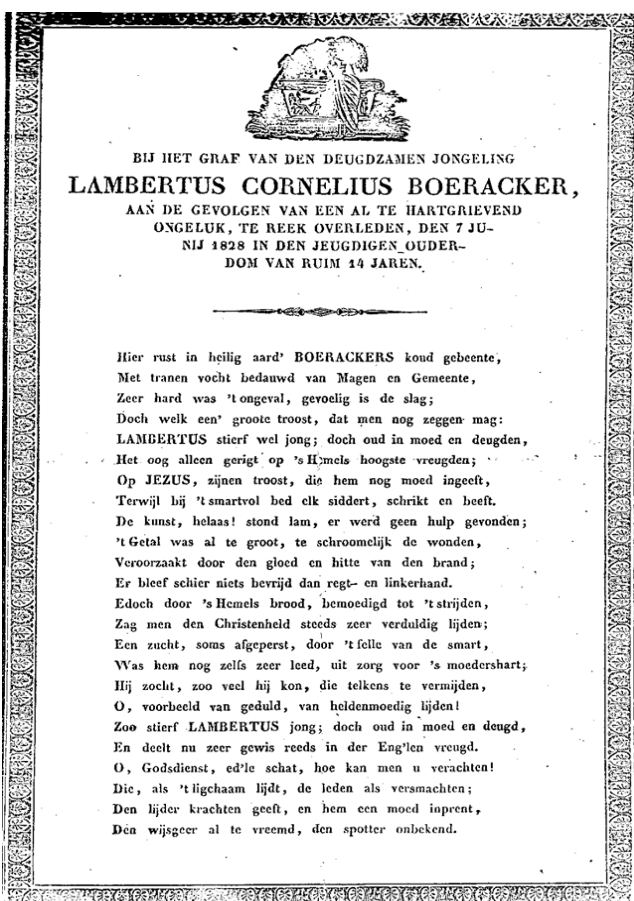 BIJ HET GRAF VAN DEN DEUGDZAMEN JONGELING
LAMBERTUS CORNELIUS BOERACKER,
AAN DE GEVOLGEN VAN EEN AL TE HARTGRIEVEND
ONGELUK, TE REEK OVERLEDEN, DEN 7 JU-
NIJ 1828 IN DEN JEUGDIGEN OUDER-
DOM VAN RUIM 14 JAREN.
Hier rust in heilig aard' BOERACKERS koud gebeente,
Met tranen vocht bedauwd van Magen en Gemeente,
Zeer hard was 't ongeval, gevoelig is de slag;
Doch welk een' groote troost, dat men nog zeggen mag:
LAMBERTUS stierf wel jong; doch oud in moed en deugden,
Het oog alleen gerigt op 's Hemels hoogste vreugden;
Op JEZUS, zijnen troost, die hem nog moed ingeeft,
Terwijl bij 't smartvol bed elk siddert, schrikt en beeft.
De kunst, helaas! stond lam, er werd geen hulp gevonden;
't Getal was al te groot, te schroomelijk de wonden,
Veroorzaakt door den gloed en hitte van den brand;
Er bleef schier niets bevrijd dan regt- en linkerhand.
Edoch door 's Hemels brood, bemoedigd tot 't strijden,
Zag men den Christenheld steeds zeer verduldig lijden;
Een zucht, soms afgeperst, door 't felle van de smart,
Was hem nog zelfs zeer leed, uit zorg voor 's moedershart;
Hij zocht, zoo veel hij kon, die telkens te vermijden,
O, voorbeeld van geduld, van heldenmoedig lijden!
Zoo stierf LAMBERTUS jong; doch oud in moed en deugd,
En deelt nu zeer gewis reeds in der Eng'len vreugd.
O, Godsdienst, ed'le schat, hoe kan men u verachten!
Die, als 't ligchaam lijdt, de leden als versmachten;
Den lijder krachten geeft, en hem een moed inprent,
Den wijsgeer al te vreemd, den spotter onbekend.